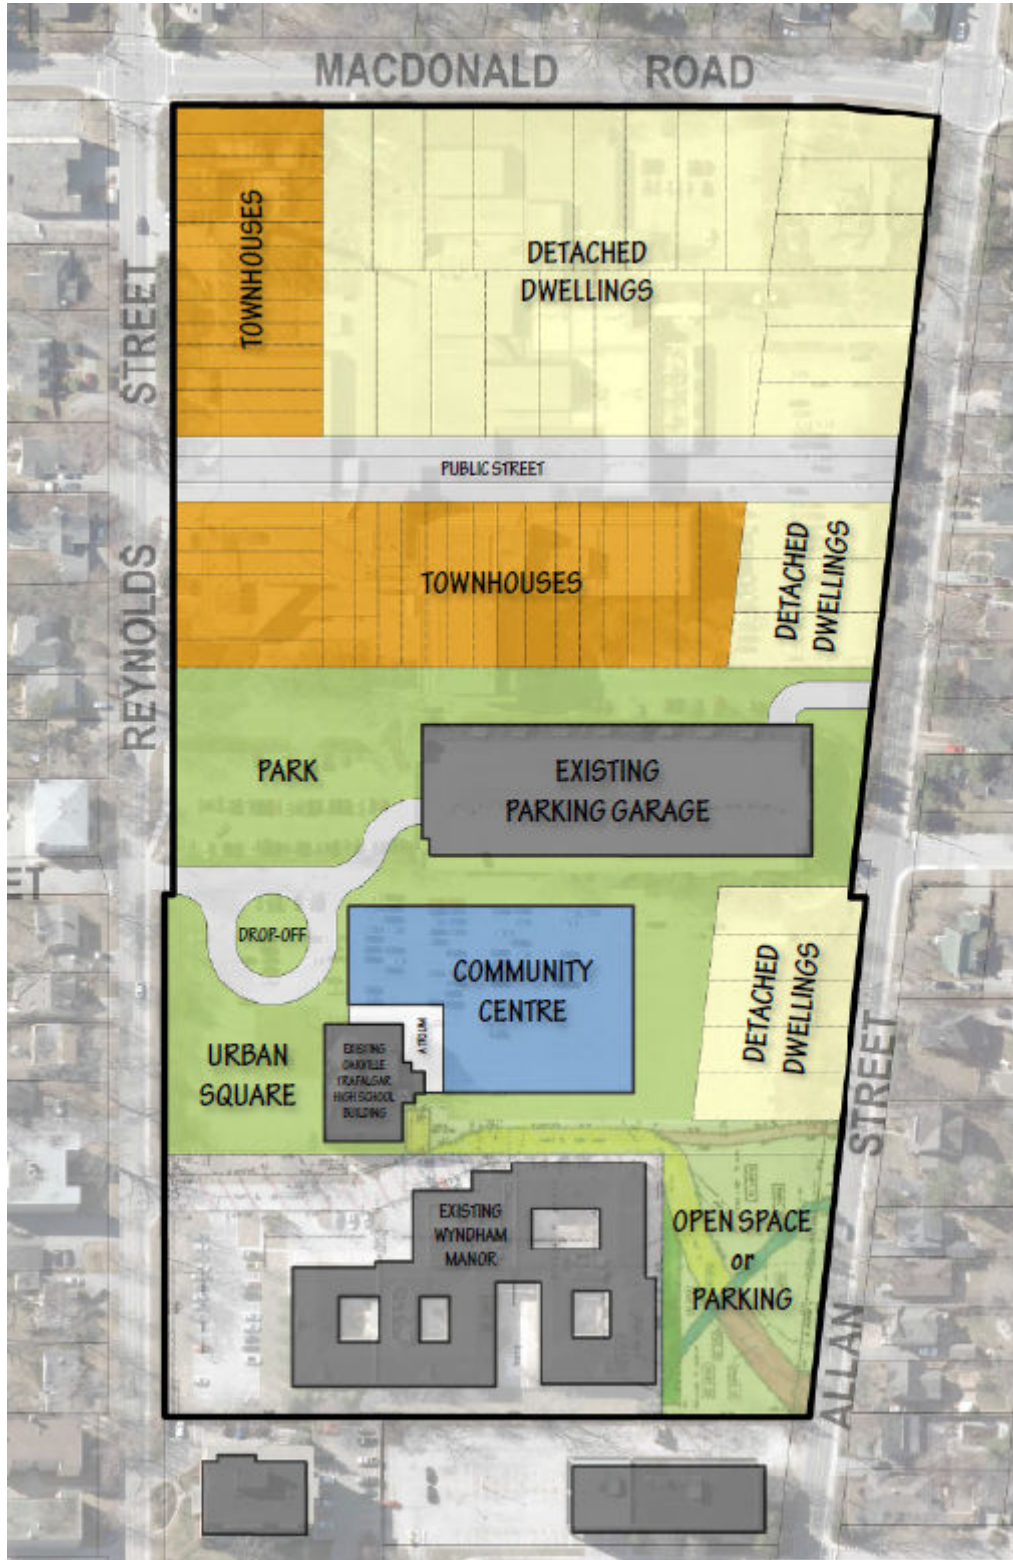 MACDONALD ROAD
TOWNHOUSES
DETACHED
DWELLINGS
STREET
PUBLIC STREET
TOWNHOUSES
DETACHED
DWELLINGS
REYNOLDS
PARK
EXISTING
PARKING GARAGE
ET
DROP-OFF
COMMUNITY
CENTRE
DETACHED
DWELLINGS
ATRIUM
URBAN
SQUARE
EXISTING
OAKVILLE
TRAFALGAR
HIGH SCHOOL
BUILDING
STREET
EXISTING
WYNDHAM
MANOR
OPEN SPACE
or
PARKING
ALLAN